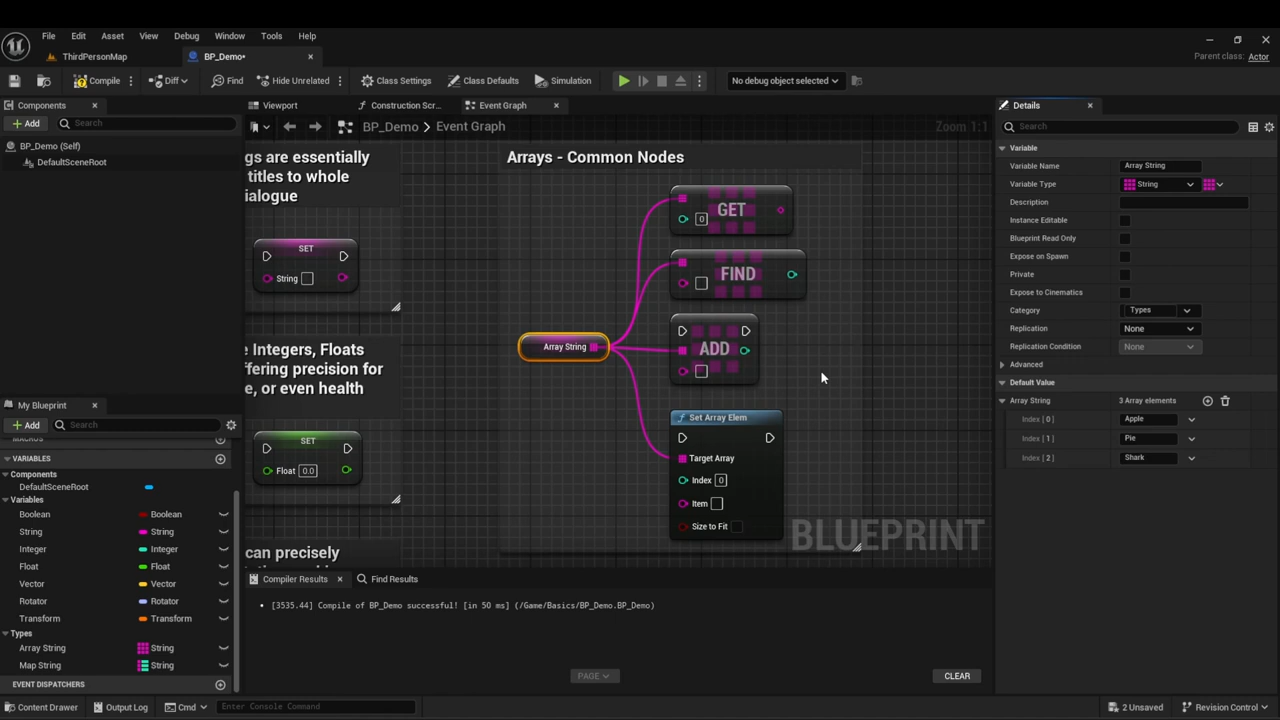 File Edit Asset View Debug Window Tools Help
ThirdPersonMap
BP_Demo•
Parent class: Actor
Compile
Diff
Find
Hide Unrelated
Class Settings
Class Defaults
Simulation
No debug object selected
Components
Add
Search
BP_Demo (Self)
DefaultSceneRoot
Viewport
Construction Scr...
Event Graph
BP_Demo > Event Graph
Zoom 1:1
gs are essentially
titles to whole
ialogue
SET
String
e Integers, Floats
ffering precision for
e, or even health
SET
Float 0.0
can precisely
Arrays - Common Nodes
GET
0
FIND
Array String
ADD
Set Array Elem
Target Array
Index 0
Item
Size to Fit
BLUEPRINT
My Blueprint
Add
Search
MACROS
VARIABLES
Components
DefaultSceneRoot
Variables
Boolean Boolean
String String
Integer Integer
Float Float
Vector Vector
Rotator Rotator
Transform Transform
Types
Array String String
Map String String
EVENT DISPATCHERS
Compiler Results
Find Results
[3535.44] Compile of BP_Demo successful! [in 50 ms] (/Game/Basics/BP_Demo.BP_Demo)
PAGE
CLEAR
Details
Search
Variable
Variable Name Array String
Variable Type String
Description
Instance Editable
Blueprint Read Only
Expose on Spawn
Private
Expose to Cinematics
Category Types
Replication None
Replication Condition None
Advanced
Default Value
Array String 3 Array elements
Index [ 0 ] Apple
Index [ 1 ] Pie
Index [ 2 ] Shark
Content Drawer
Output Log
Cmd
Enter Console Command
2 Unsaved
Revision Control